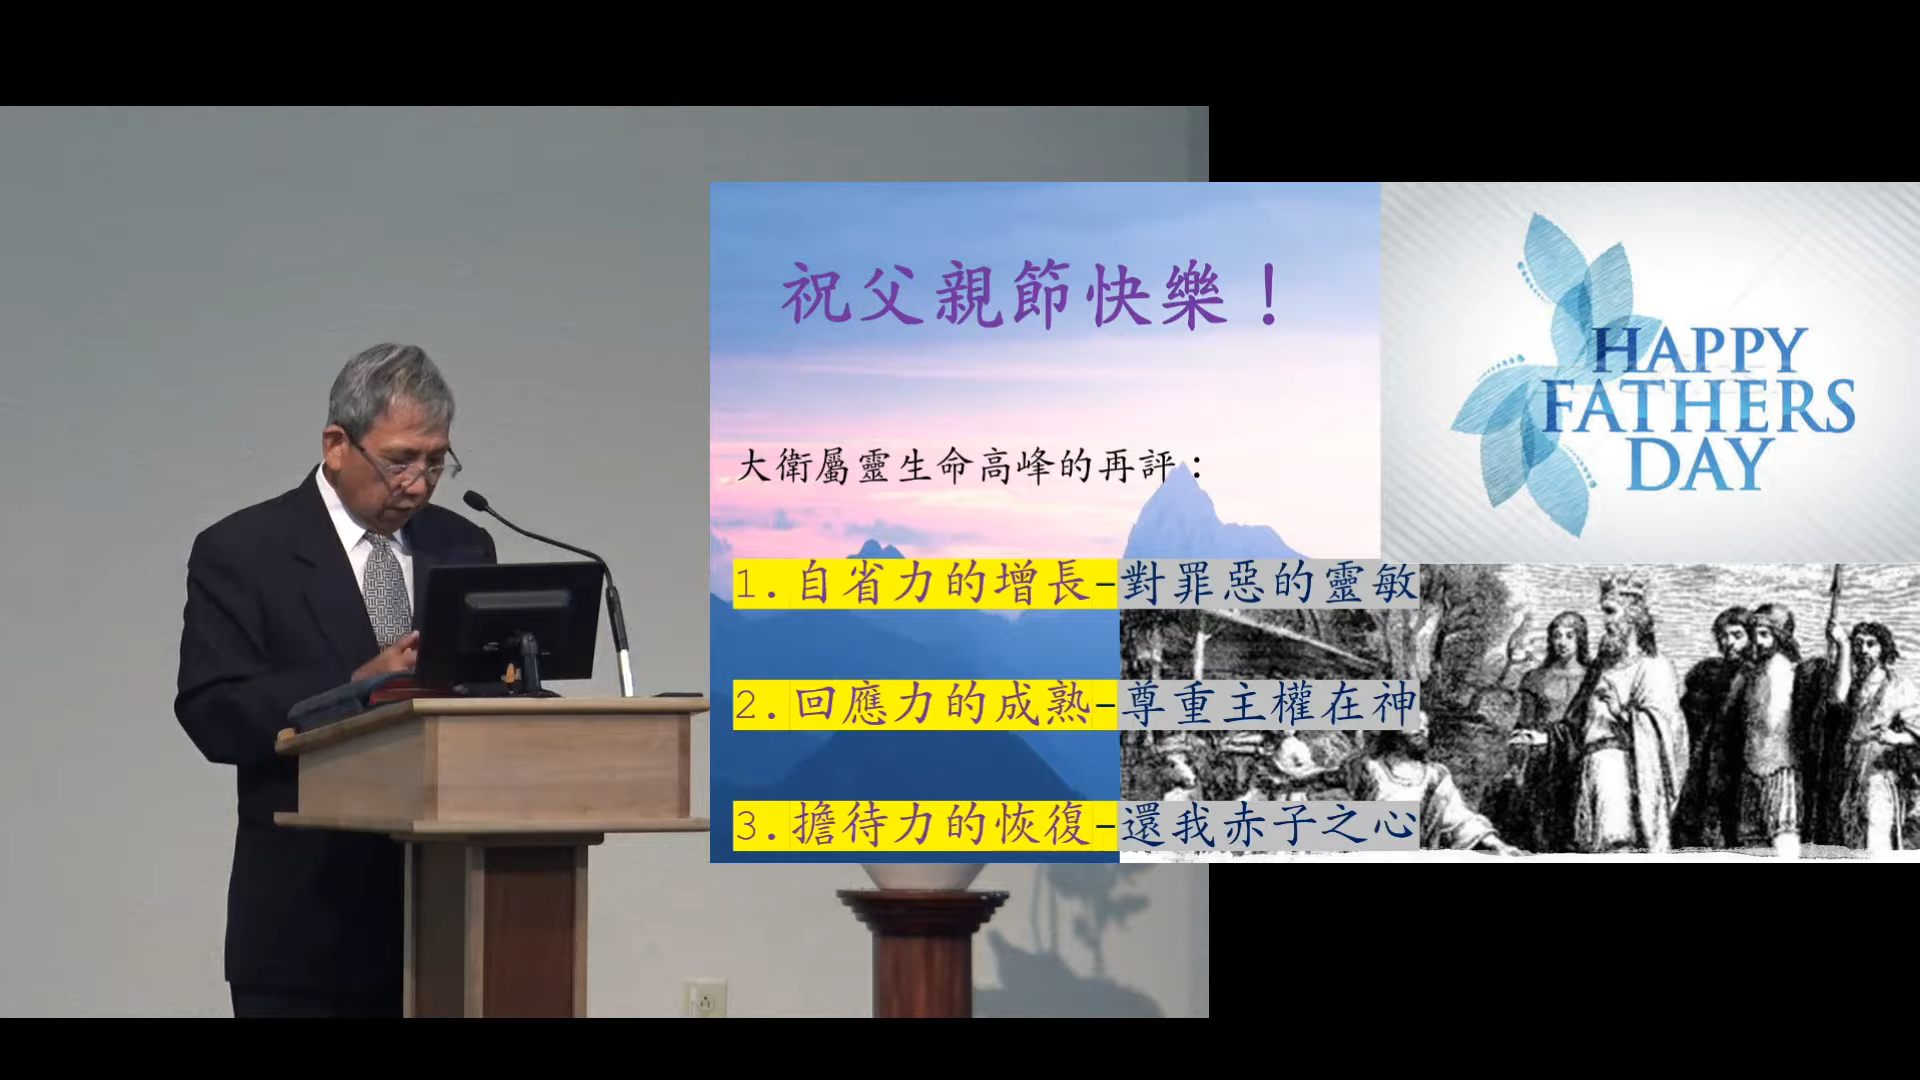 祝父親節快樂！
HAPPY
FATHERS
DAY
大衛屬靈生命高峰的再評：
1.自省力的增長-對罪惡的靈敏
2.回應力的成熟-尊重主權在神
3.擔待力的恢復-還我赤子之心